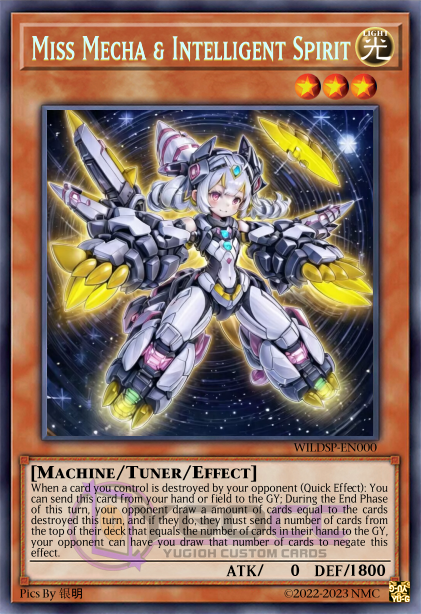 Miss Mecha & Intelligent Spirit
LIGHT
光
WILDSP-EN000
[Machine/Tuner/Effect]
When a card you control is destroyed by your opponent (Quick Effect): You
can send this card from your hand or field to the GY; During the End Phase
of this turn, your opponent draw a amount of cards equal to the cards
destroyed this turn, and if they do, they must send a number of cards from
the top of their deck that equals the number of cards in their hand to the GY,
your opponent can have you draw that number of cards to negate this
effect.
YUGIOH CUSTOM CARDS
ATK/ 0 DEF/1800
Pics By 银明
©2022-2023 NMC